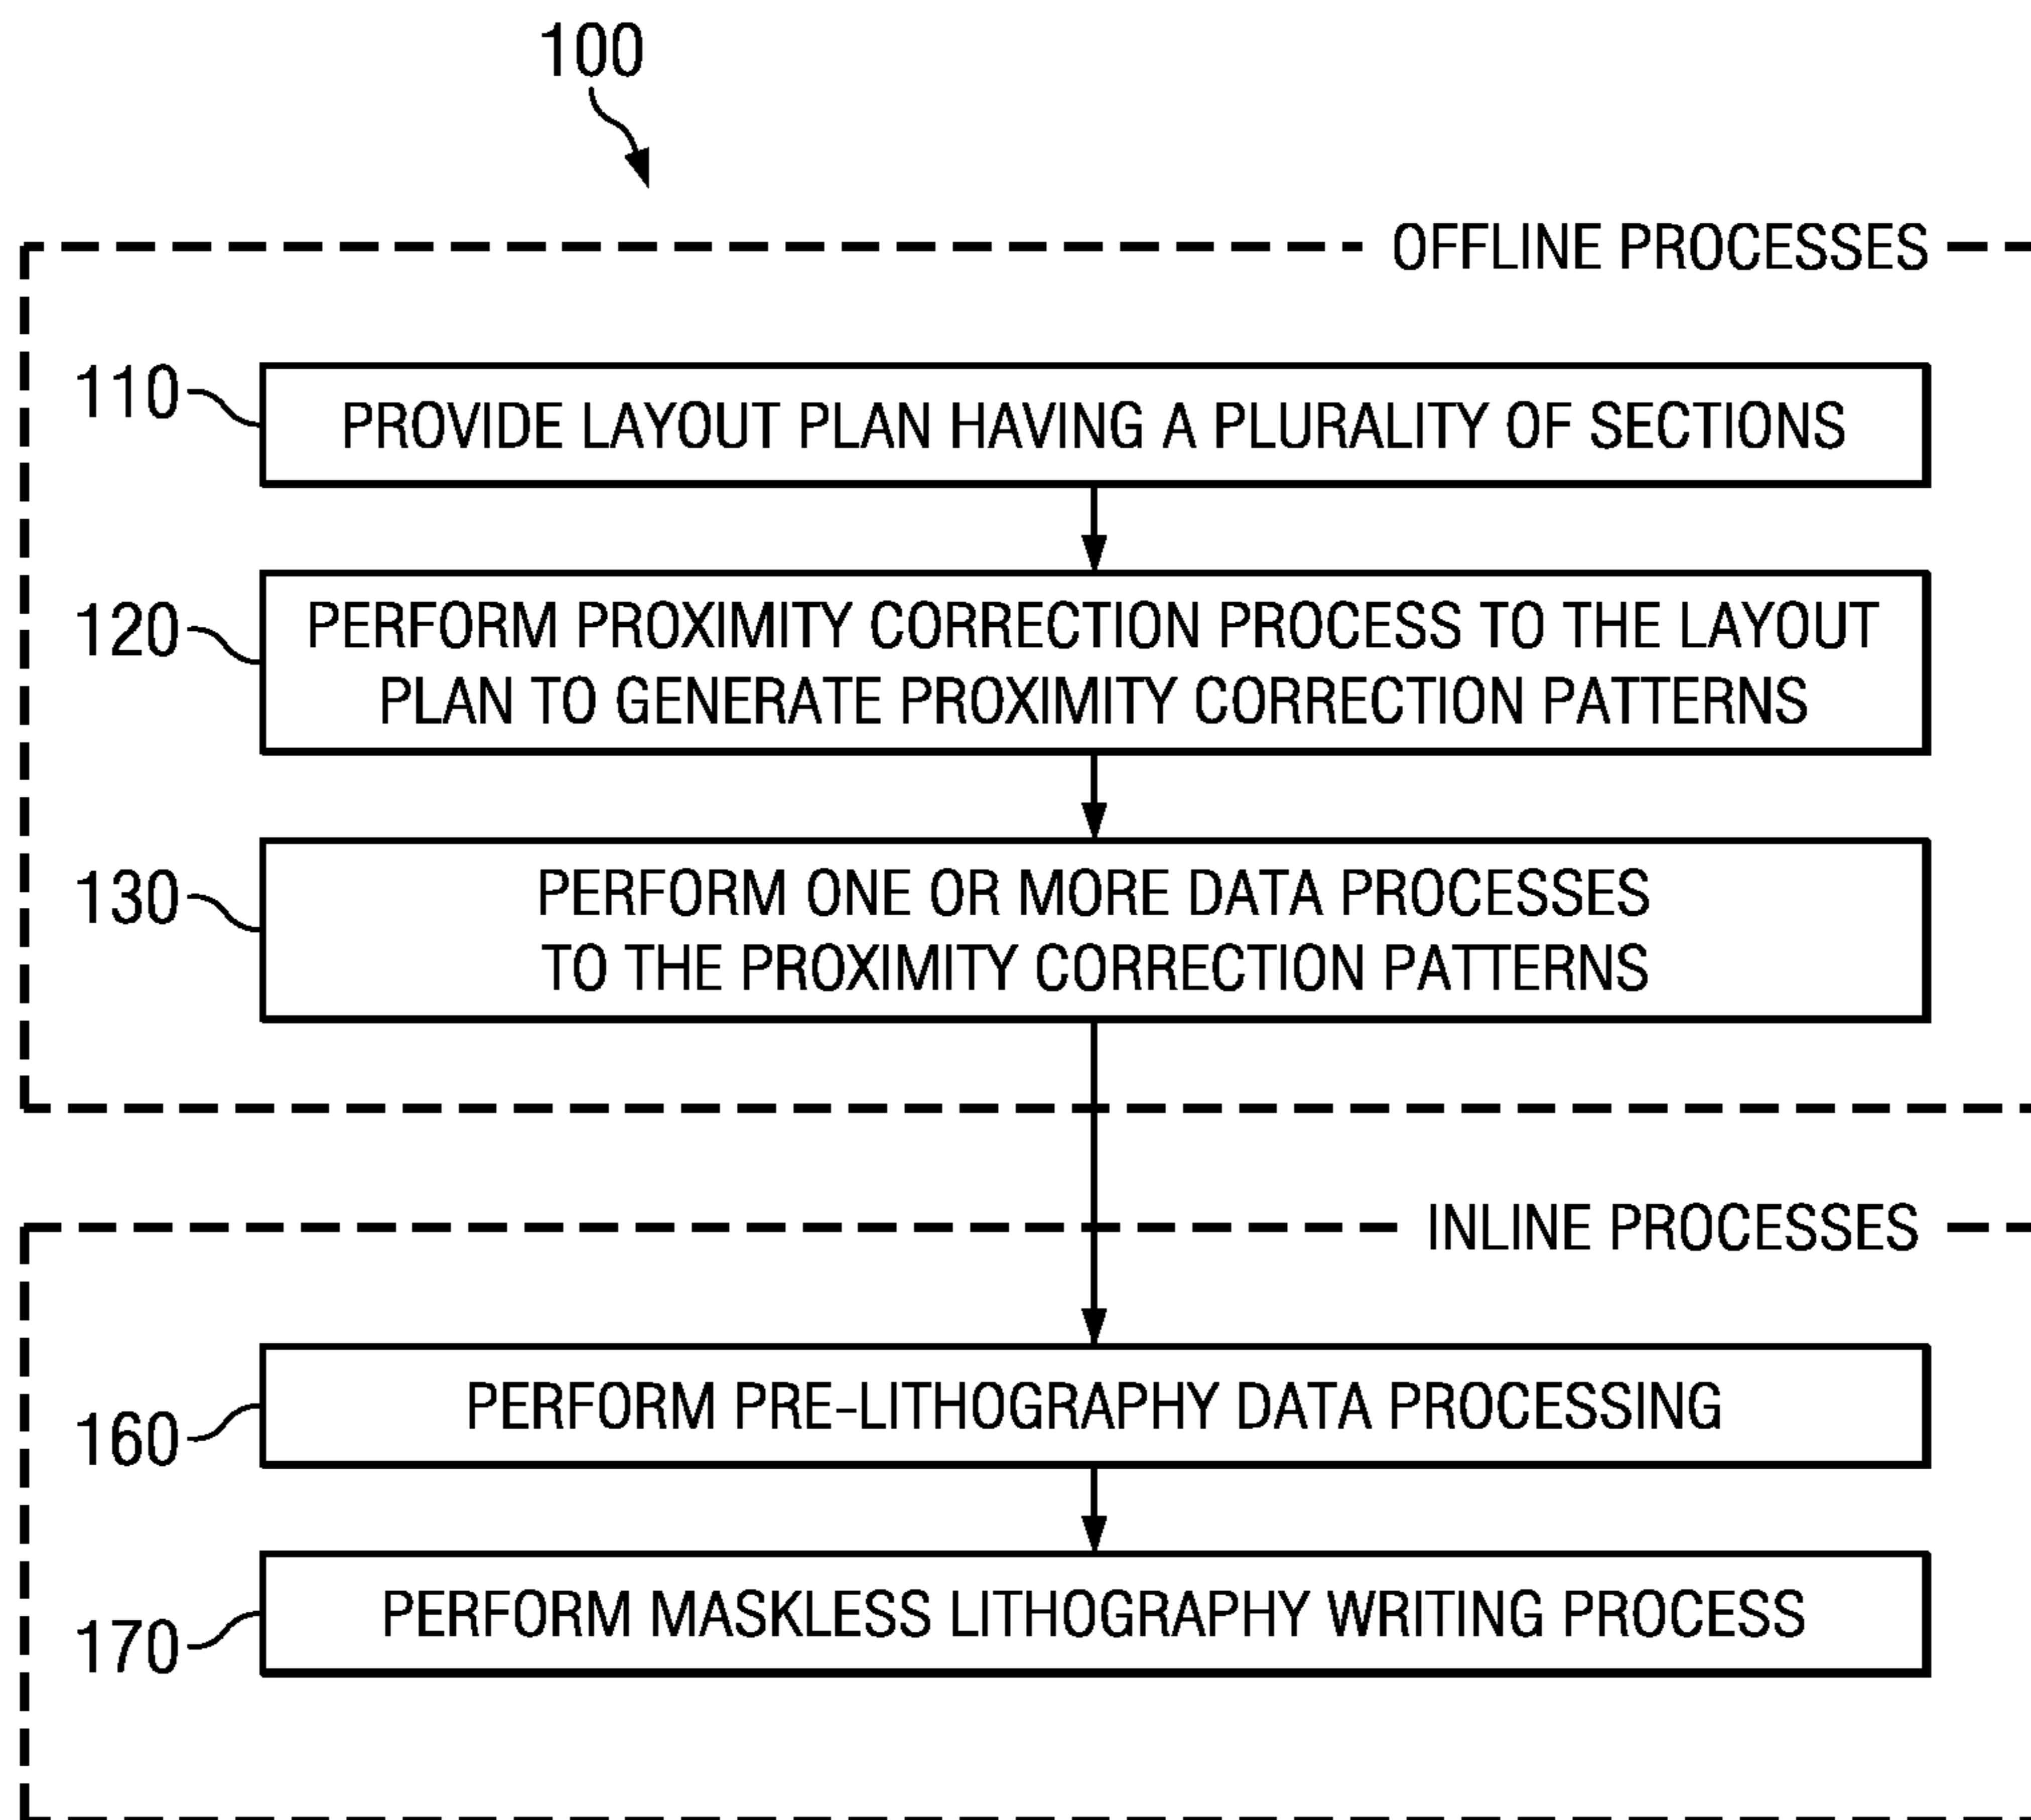 100
OFFLINE PROCESSES
110
PROVIDE LAYOUT PLAN HAVING A PLURALITY OF SECTIONS
120
PERFORM PROXIMITY CORRECTION PROCESS TO THE LAYOUT
PLAN TO GENERATE PROXIMITY CORRECTION PATTERNS
130
PERFORM ONE OR MORE DATA PROCESSES
TO THE PROXIMITY CORRECTION PATTERNS
INLINE PROCESSES
160
PERFORM PRE-LITHOGRAPHY DATA PROCESSING
170
PERFORM MASKLESS LITHOGRAPHY WRITING PROCESS